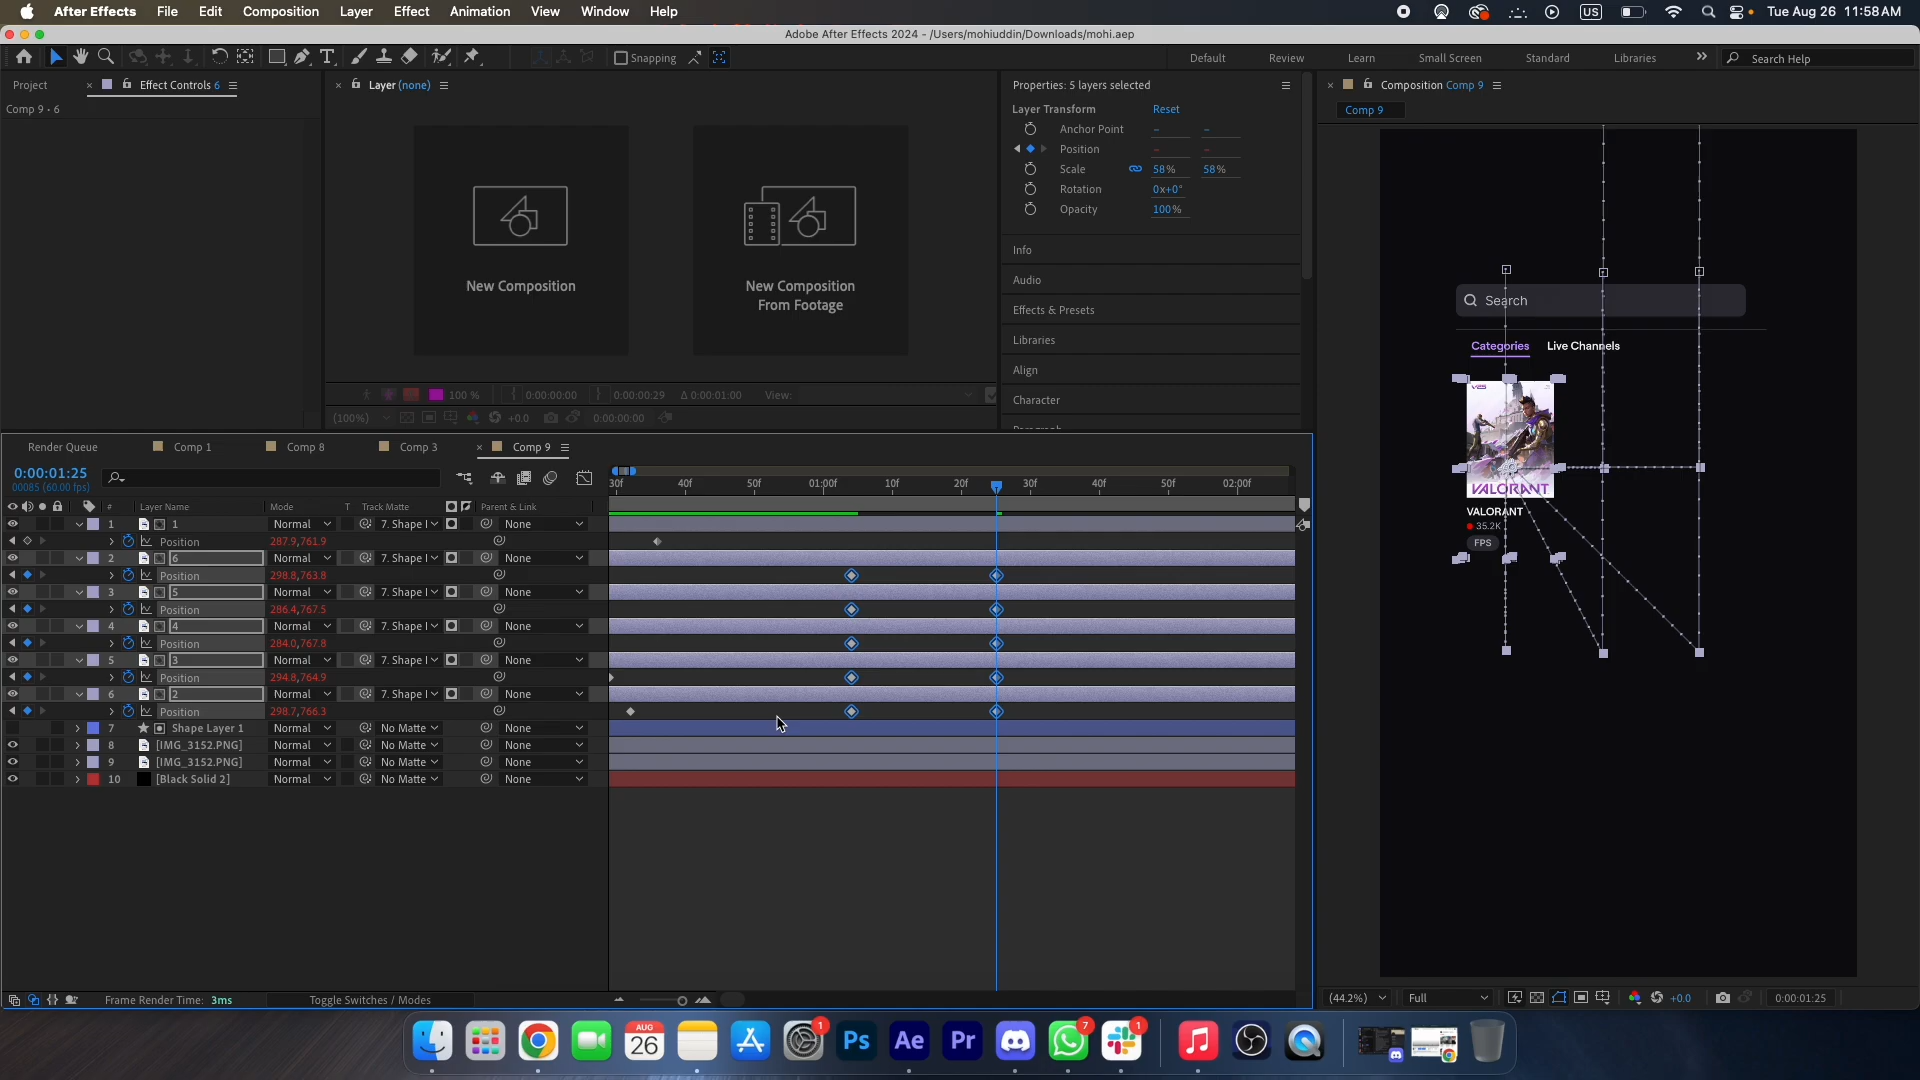 After Effects File Edit Composition Layer Effect Animation View Window Help US Tue Aug 26 11:58 AM
Adobe After Effects 2024 - /Users/mohiuddin/Downloads/mohi.aep
Snapping Default Review Learn Small Screen Standard Libraries Search Help
Project Effect Controls 6 Layer (none) Properties: 5 layers selected Composition Comp 9
Comp 9 • 6
Comp 9
Layer Transform Reset
Anchor Point
Position
Scale 58% 58%
Rotation 0x+0°
Opacity 100%
New Composition
New Composition
From Footage
Info
Audio
Effects & Presets
Libraries
Align
Character
100 % 0:00:00:00 0:00:00:29 Δ 0:00:01:00 View:
(100%) +0.0 0:00:00:00
Search
Categories Live Channels
VALORANT
VALORANT
35.2K
FPS
Render Queue Comp 1 Comp 8 Comp 3 Comp 9
0:00:01:25
00085 (60.00 fps)
30f 40f 50f 01:00f 10f 20f 30f 40f 50f 02:00f
# Layer Name Mode T Track Matte Parent & Link
1 1 Normal 7. Shape l None
Position 287.9,761.9
2 6 Normal 7. Shape l None
Position 298.8,763.8
3 5 Normal 7. Shape l None
Position 286.4,767.5
4 4 Normal 7. Shape l None
Position 284.0,767.8
5 3 Normal 7. Shape l None
Position 294.8,764.9
6 2 Normal 7. Shape l None
Position 298.7,766.3
7 Shape Layer 1 Normal No Matte None
8 [IMG_3152.PNG] Normal No Matte None
9 [IMG_3152.PNG] Normal No Matte None
10 [Black Solid 2] Normal No Matte None
Frame Render Time: 3ms Toggle Switches / Modes
(44.2%) Full +0.0 0:00:01:25
AUG
26
1
Ps Ae Pr
7
1